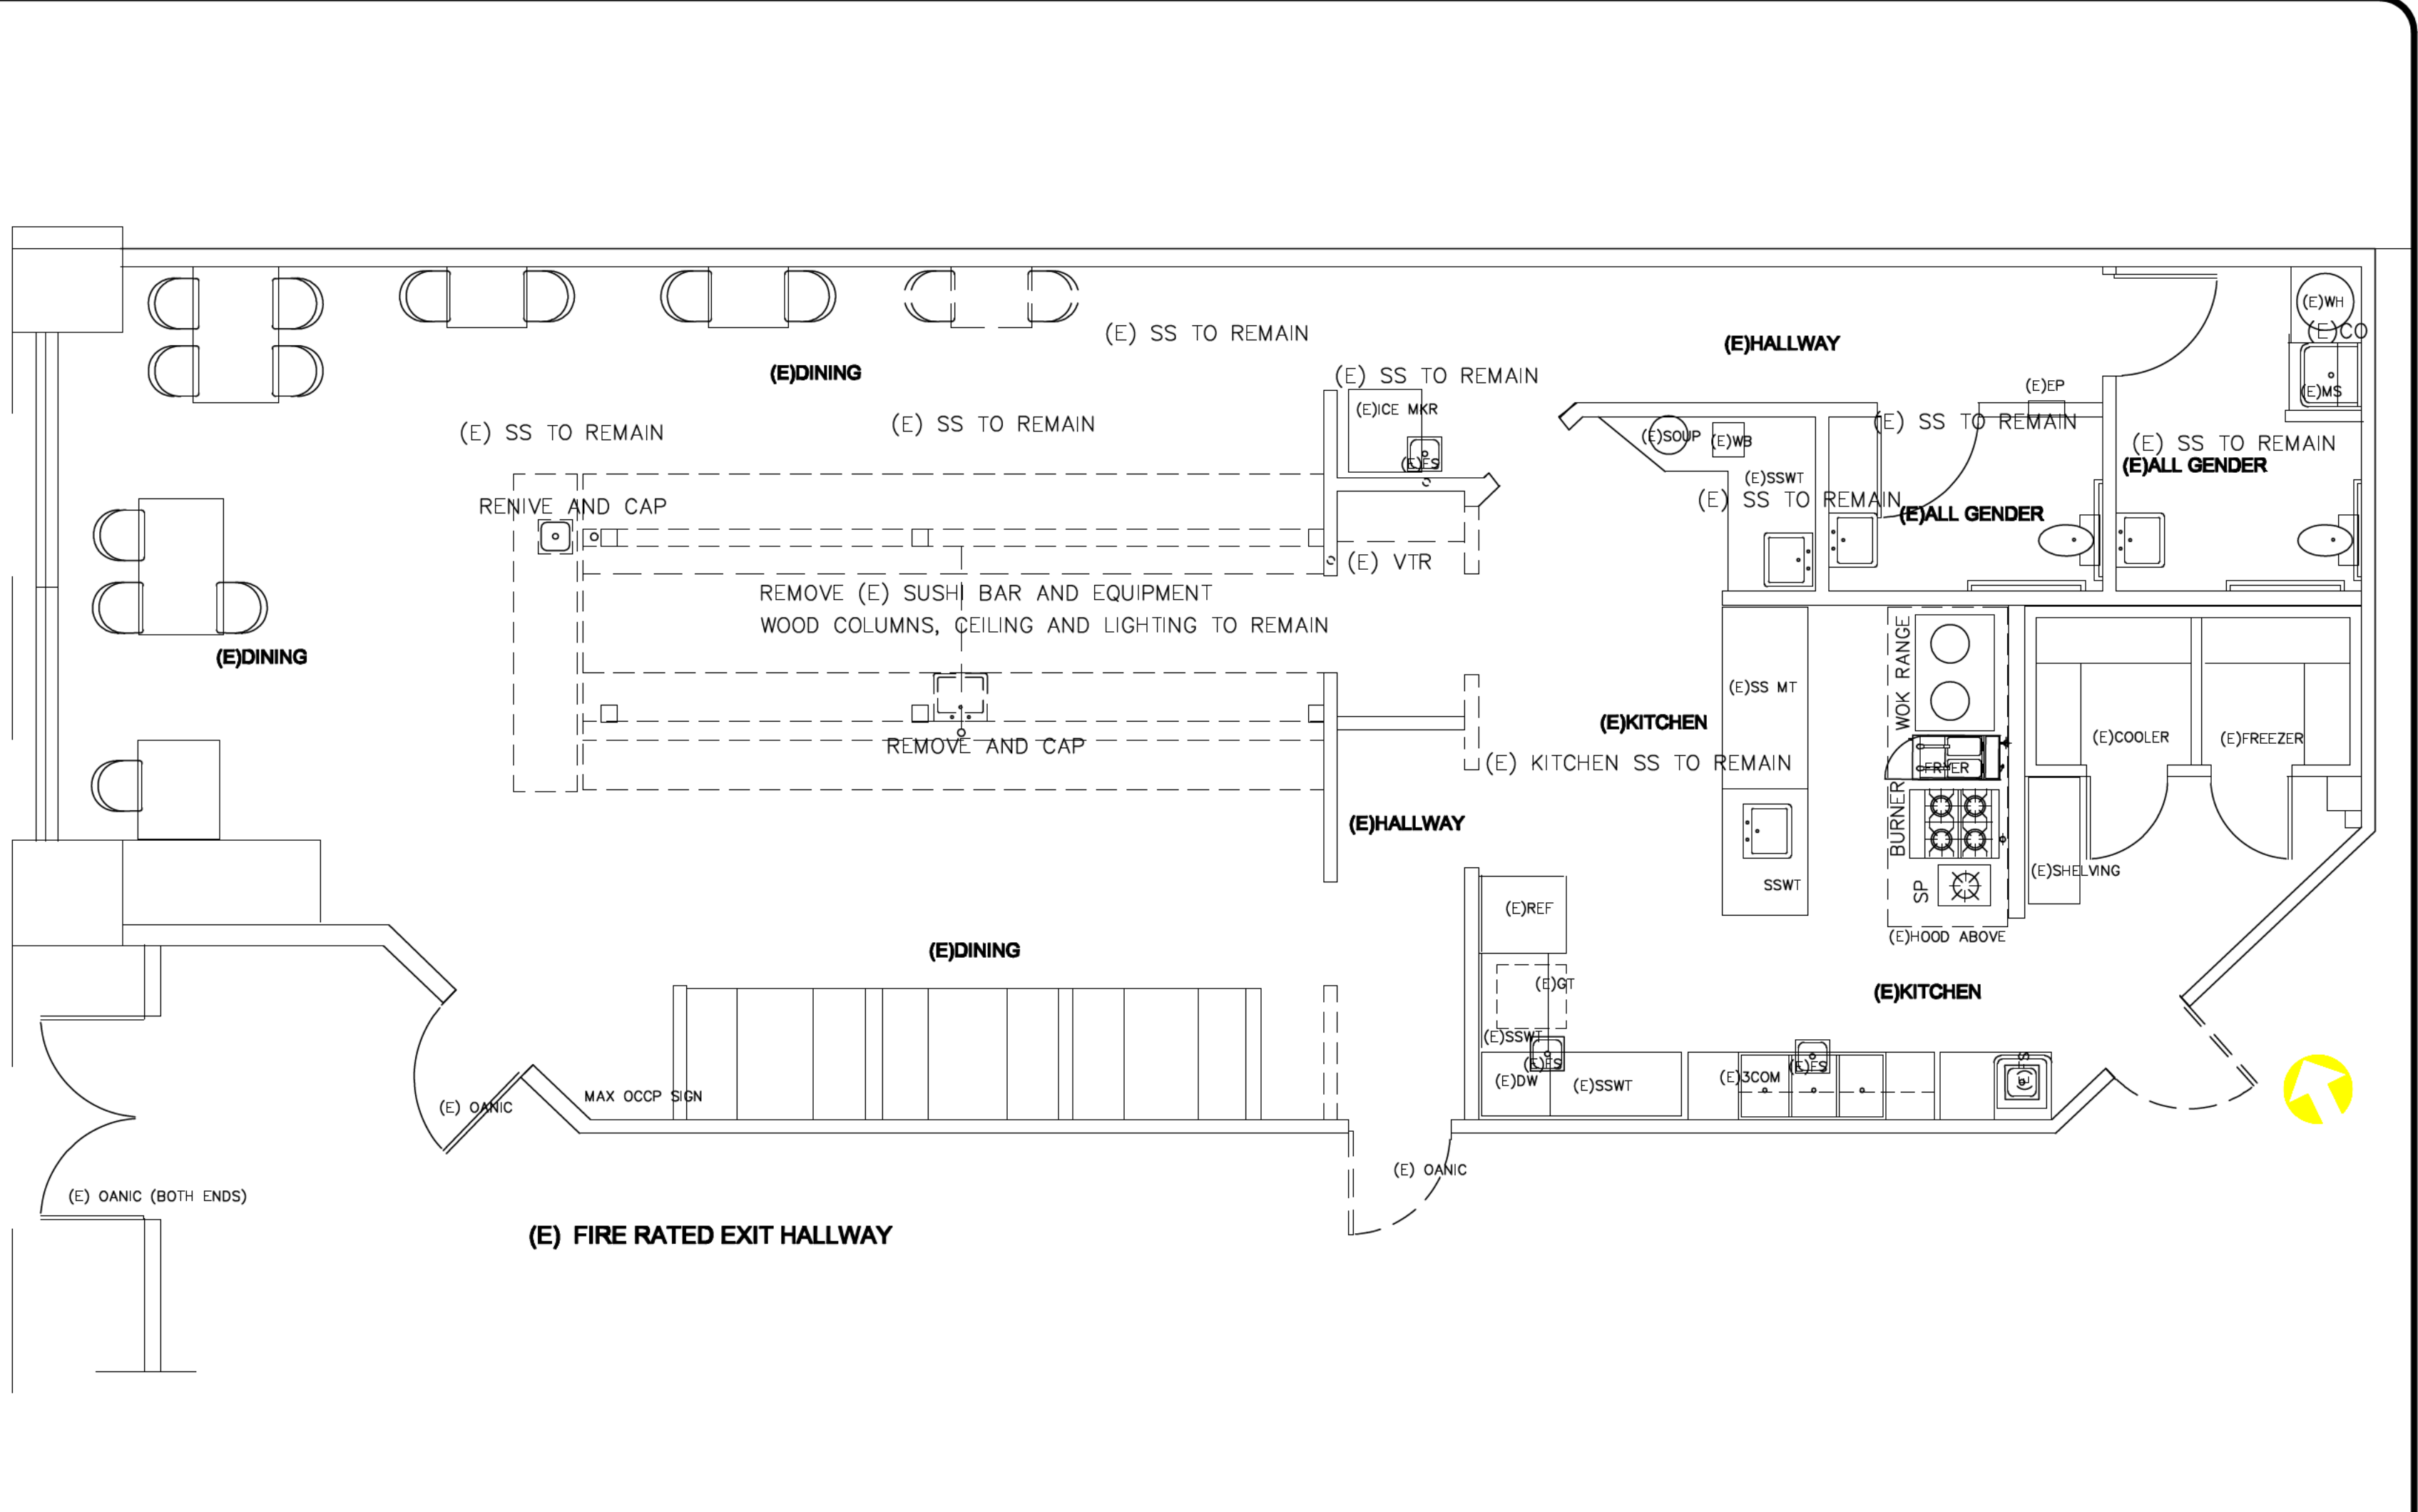 (E)WH
(E)CO
(E) SS TO REMAIN
(E)HALLWAY
(E)DINING
(E) SS TO REMAIN
(E)EP
(E)MS
(E)ICE MKR
(E) SS TO REMAIN
(E) SS TO REMAIN
(E) SS TO REMAIN
(E)SOUP
(E)WB
(E) SS TO REMAIN
(E)FS
(E)ALL GENDER
(E)SSWT
(E) SS TO REMAIN
RENIVE AND CAP
(E)ALL GENDER
(E) VTR
REMOVE (E) SUSHI BAR AND EQUIPMENT
WOOD COLUMNS, CEILING AND LIGHTING TO REMAIN
(E)DINING
WOK RANGE
(E)SS MT
(E)KITCHEN
(E)COOLER
(E)FREEZER
REMOVE AND CAP
(E) KITCHEN SS TO REMAIN
FRYER
(E)HALLWAY
BURNER
(E)SHELVING
SSWT
SP
(E)REF
(E)HOOD ABOVE
(E)DINING
(E)GT
(E)KITCHEN
(E)SSWT
(E)FS
(E)FS
(E)DW
(E)SSWT
(E)3COM
MAX OCCP SIGN
(E) OANIC
(E) OANIC
(E) OANIC (BOTH ENDS)
(E) FIRE RATED EXIT HALLWAY